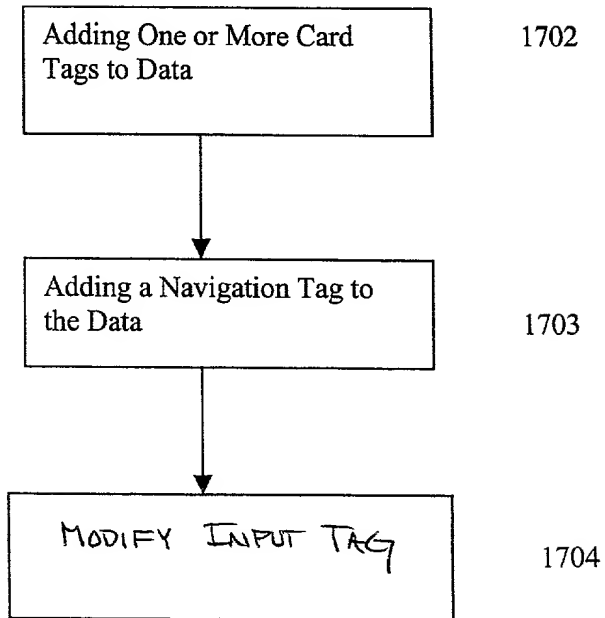 Adding One or More Card
Tags to Data
1702
Adding a Navigation Tag to
the Data
1703
MODIFY INPUT TAG
1704